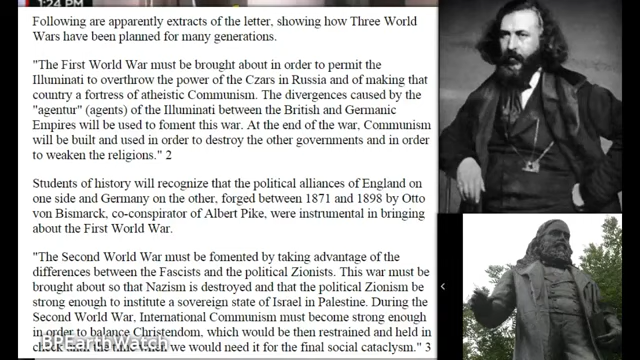 1:24 PM
Following are apparently extracts of the letter, showing how Three World
Wars have been planned for many generations.
"The First World War must be brought about in order to permit the
Illuminati to overthrow the power of the Czars in Russia and of making that
country a fortress of atheistic Communism. The divergences caused by the
"agentur" (agents) of the Illuminati between the British and Germanic
Empires will be used to foment this war. At the end of the war, Communism
will be built and used in order to destroy the other governments and in order
to weaken the religions." 2
Students of history will recognize that the political alliances of England on
one side and Germany on the other, forged between 1871 and 1898 by Otto
von Bismarck, co-conspirator of Albert Pike, were instrumental in bringing
about the First World War.
"The Second World War must be fomented by taking advantage of the
differences between the Fascists and the political Zionists. This war must be
brought about so that Nazism is destroyed and that the political Zionism be
strong enough to institute a sovereign state of Israel in Palestine. During the
Second World War, International Communism must become strong enough
in order to balance Christendom, which would be then restrained and held in
check until the time when we would need it for the final social cataclysm." 3
BPEarthWatch